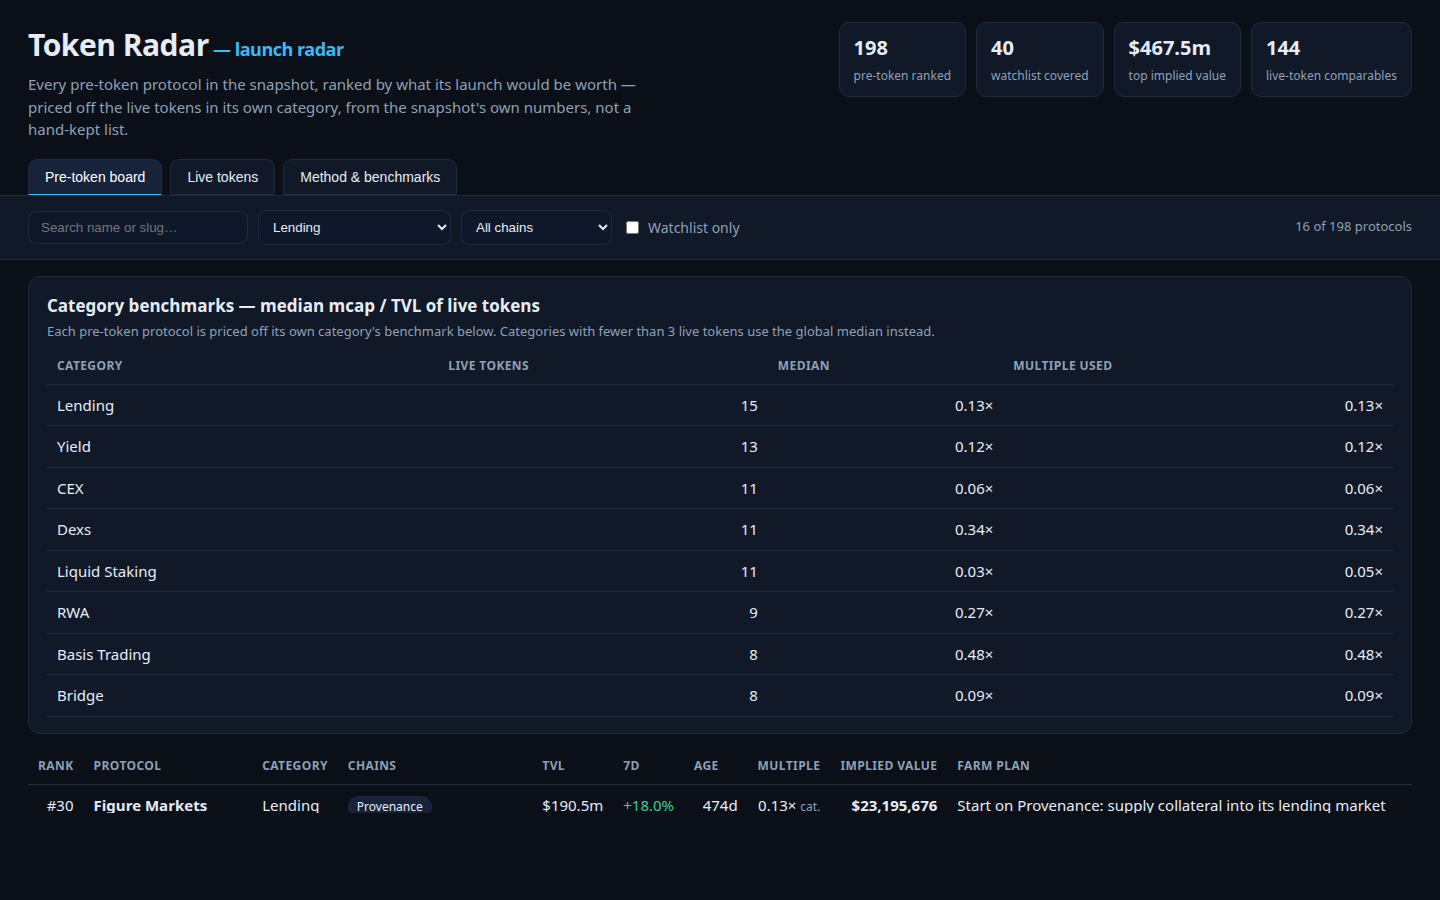 Token Radar — launch radar
Every pre-token protocol in the snapshot, ranked by what its launch would be worth —
priced off the live tokens in its own category, from the snapshot's own numbers, not a
hand-kept list.
198
pre-token ranked
40
watchlist covered
$467.5m
top implied value
144
live-token comparables
Pre-token board
Live tokens
Method & benchmarks
Search name or slug…
Lending
All chains
Watchlist only
16 of 198 protocols
Category benchmarks — median mcap / TVL of live tokens
Each pre-token protocol is priced off its own category's benchmark below. Categories with fewer than 3 live tokens use the global median instead.
CATEGORY LIVE TOKENS MEDIAN MULTIPLE USED
Lending 15 0.13× 0.13×
Yield 13 0.12× 0.12×
CEX 11 0.06× 0.06×
Dexs 11 0.34× 0.34×
Liquid Staking 11 0.03× 0.05×
RWA 9 0.27× 0.27×
Basis Trading 8 0.48× 0.48×
Bridge 8 0.09× 0.09×
RANK PROTOCOL CATEGORY CHAINS TVL 7D AGE MULTIPLE IMPLIED VALUE FARM PLAN
#30 Figure Markets Lending Provenance $190.5m +18.0% 474d 0.13× cat. $23,195,676 Start on Provenance: supply collateral into its lending market